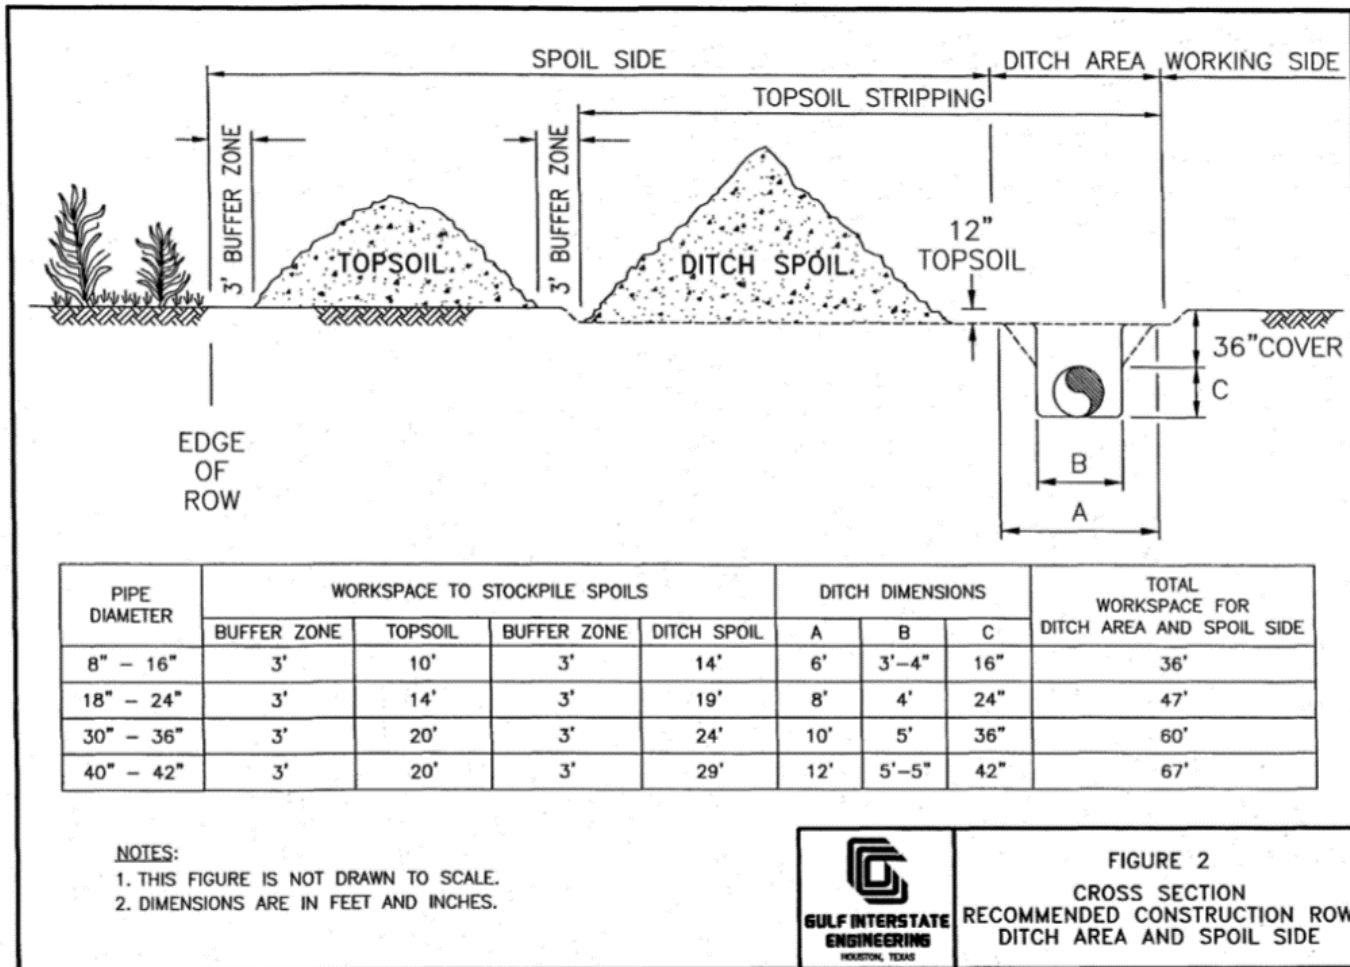 SPOIL SIDE
DITCH AREA
WORKING SIDE
TOPSOIL STRIPPING
3' BUFFER ZONE
3' BUFFER ZONE
12"
TOPSOIL
TOPSOIL
DITCH SPOIL
36"COVER
C
B
A
EDGE
OF
ROW
PIPE
DIAMETER
WORKSPACE TO STOCKPILE SPOILS
DITCH DIMENSIONS
TOTAL
WORKSPACE FOR
DITCH AREA AND SPOIL SIDE
BUFFER ZONE TOPSOIL BUFFER ZONE DITCH SPOIL A B C
8" – 16" 3' 10' 3' 14' 6' 3'–4" 16" 36'
18" – 24" 3' 14' 3' 19' 8' 4' 24" 47'
30" – 36" 3' 20' 3' 24' 10' 5' 36" 60'
40" – 42" 3' 20' 3' 29' 12' 5'–5" 42" 67'
NOTES:
1. THIS FIGURE IS NOT DRAWN TO SCALE.
2. DIMENSIONS ARE IN FEET AND INCHES.
GULF INTERSTATE
ENGINEERING
HOUSTON, TEXAS
FIGURE 2
CROSS SECTION
RECOMMENDED CONSTRUCTION ROW
DITCH AREA AND SPOIL SIDE